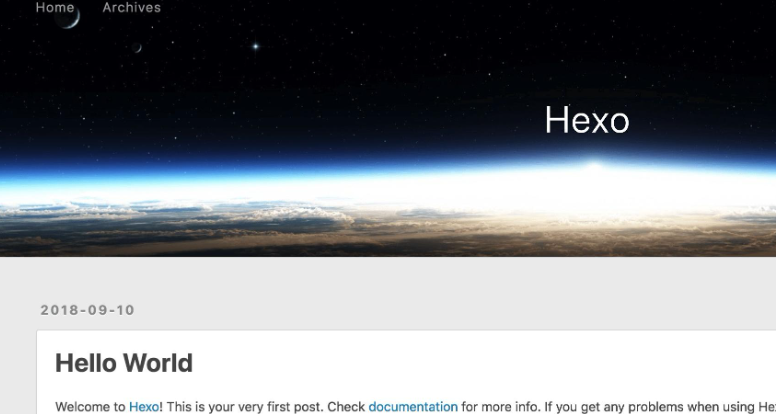 Home Archives
Hexo
2018-09-10
Hello World
Welcome to Hexo! This is your very first post. Check documentation for more info. If you get any problems when using